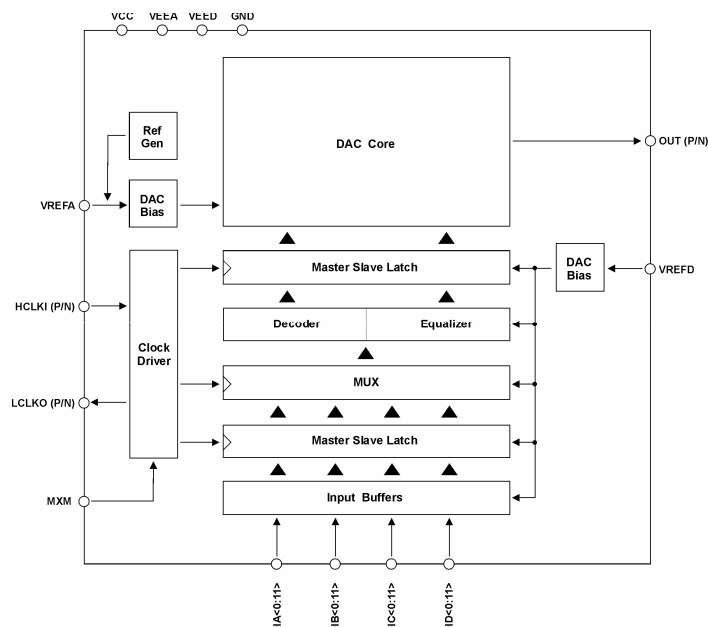 VCC VEEA VEED GND
Ref
Gen
DAC Core
OUT (P/N)
VREFA
DAC
Bias
Master Slave Latch
DAC
Bias
VREFD
HCLKI (P/N)
Decoder
Equalizer
Clock
Driver
MUX
LCLKO (P/N)
Master Slave Latch
MXM
Input Buffers
IA<0:11>
IB<0:11>
IC<0:11>
ID<0:11>